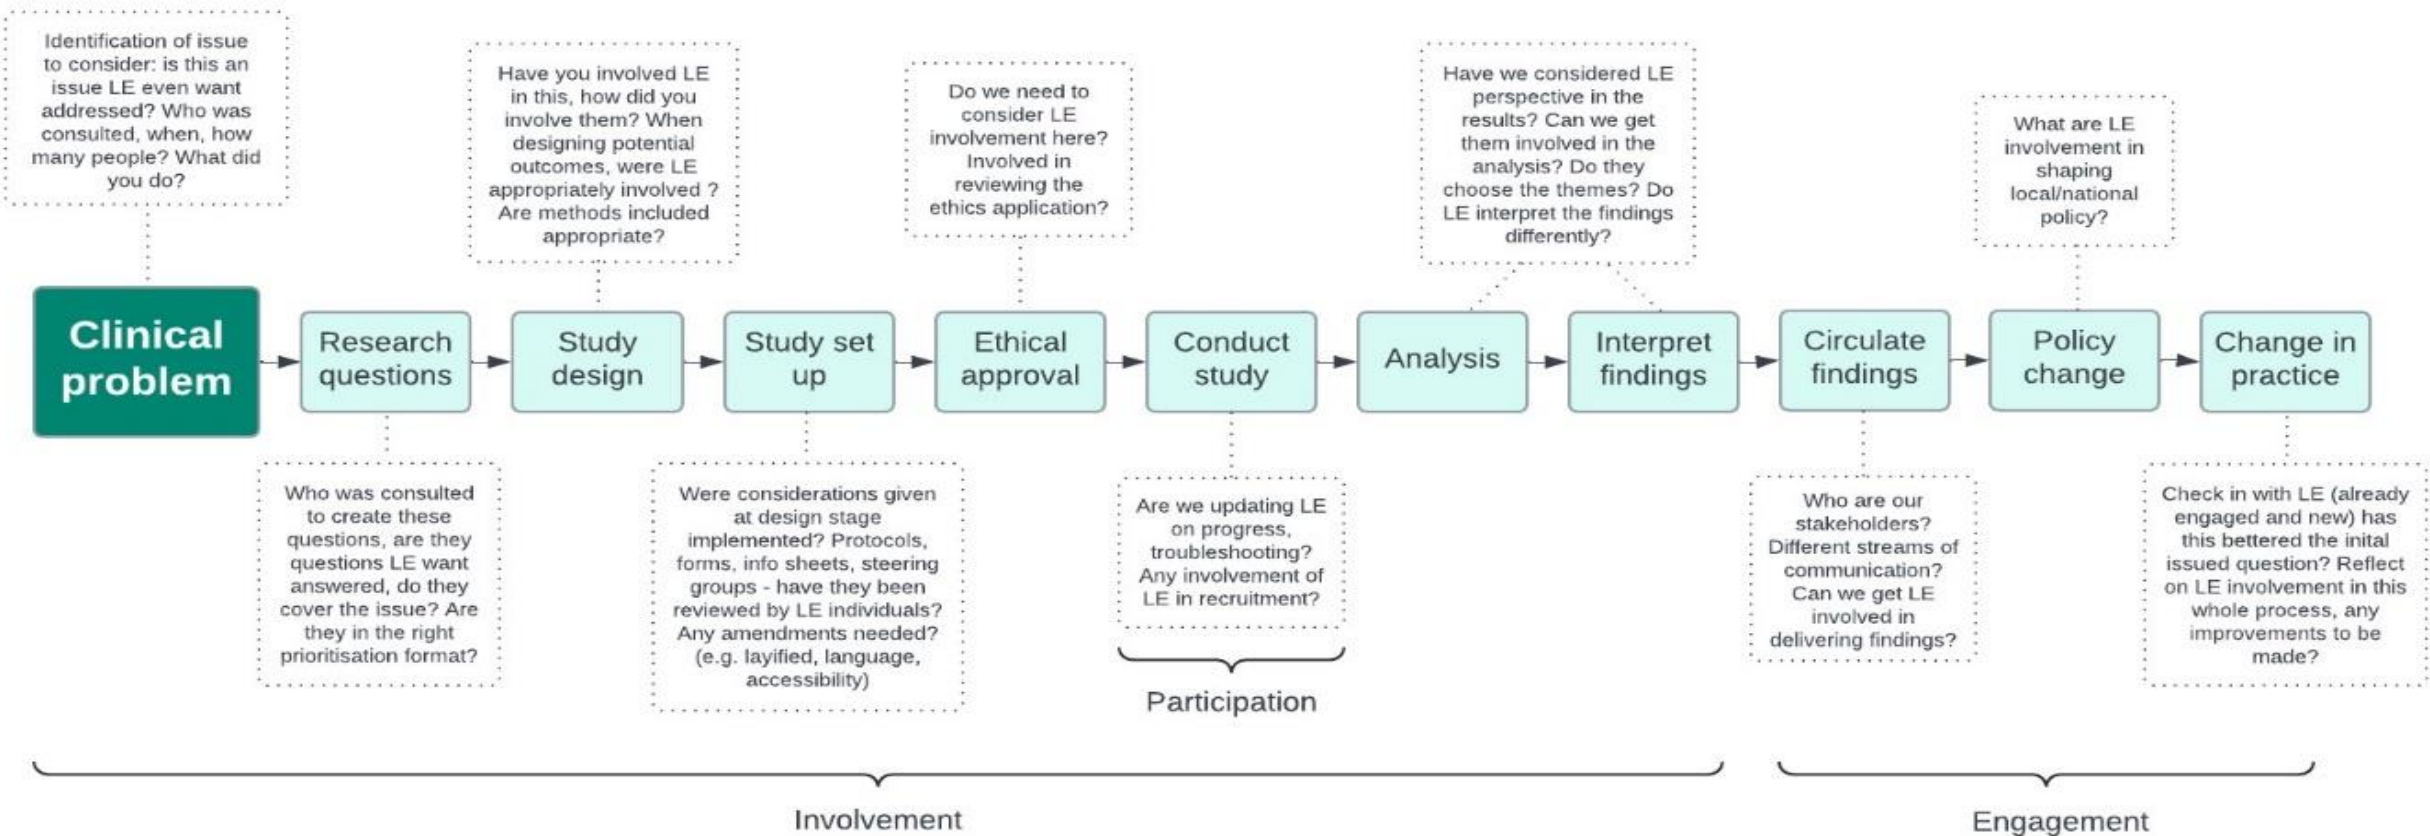 Identification of issue
to consider: is this an
issue LE even want
addressed? Who was
consulted, when, how
many people? What did
you do?
Have you involved LE
in this, how did you
involve them? When
designing potential
outcomes, were LE
appropriately involved ?
Are methods included
appropriate?
Do we need to
consider LE
involvement here?
Involved in
reviewing the
ethics application?
Have we considered LE
perspective in the
results? Can we get
them involved in the
analysis? Do they
choose the themes? Do
LE interpret the findings
differently?
What are LE
involvement in
shaping
local/national
policy?
Clinical
problem
Research
questions
Study
design
Study set
up
Ethical
approval
Conduct
study
Analysis
Interpret
findings
Circulate
findings
Policy
change
Change in
practice
Who was consulted
to create these
questions, are they
questions LE want
answered, do they
cover the issue? Are
they in the right
prioritisation format?
Were considerations given
at design stage
implemented? Protocols,
forms, info sheets, steering
groups - have they been
reviewed by LE individuals?
Any amendments needed?
(e.g. layified, language,
accessibility)
Are we updating LE
on progress,
troubleshooting?
Any involvement of
LE in recruitment?
Who are our
stakeholders?
Different streams of
communication?
Can we get LE
involved in
delivering findings?
Check in with LE (already
engaged and new) has
this bettered the inital
issued question? Reflect
on LE involvement in this
whole process, any
improvements to be
made?
Participation
Involvement
Engagement